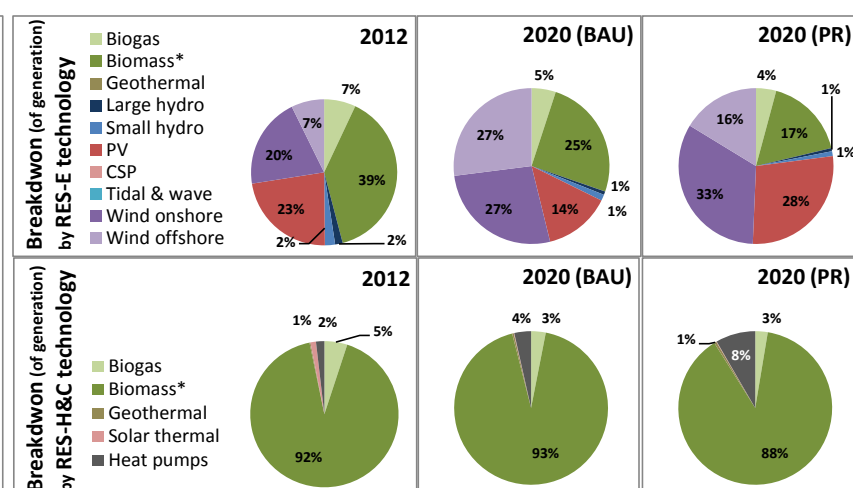 Breakdwon (of generation)
by RES-E technology
Biogas
Biomass*
Geothermal
Large hydro
Small hydro
PV
CSP
Tidal & wave
Wind onshore
Wind offshore
2012
7%
39%
2%
2%
23%
20%
7%
2020 (BAU)
5%
25%
1%
1%
14%
27%
27%
2020 (PR)
4%
17%
1%
1%
28%
33%
16%
Breakdwon (of generation)
by RES-H&C technology
Biogas
Biomass*
Geothermal
Solar thermal
Heat pumps
2012
1% 2%
5%
92%
2020 (BAU)
4% 3%
93%
2020 (PR)
3%
1%
8%
88%